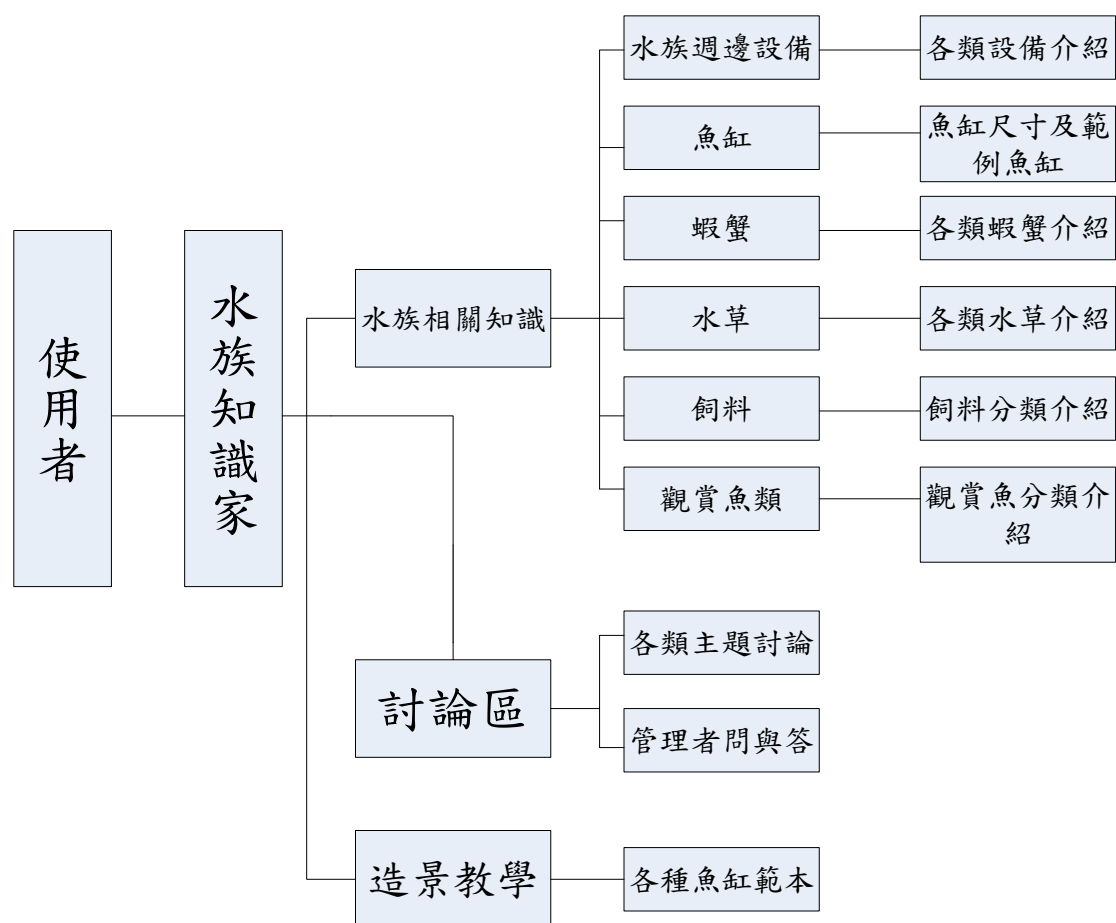 使用者
水族知識家
水族相關知識
水族週邊設備
各類設備介紹
魚缸
魚缸尺寸及範
例魚缸
蝦蟹
各類蝦蟹介紹
水草
各類水草介紹
飼料
飼料分類介紹
觀賞魚類
觀賞魚分類介
紹
討論區
各類主題討論
管理者問與答
造景教學
各種魚缸範本